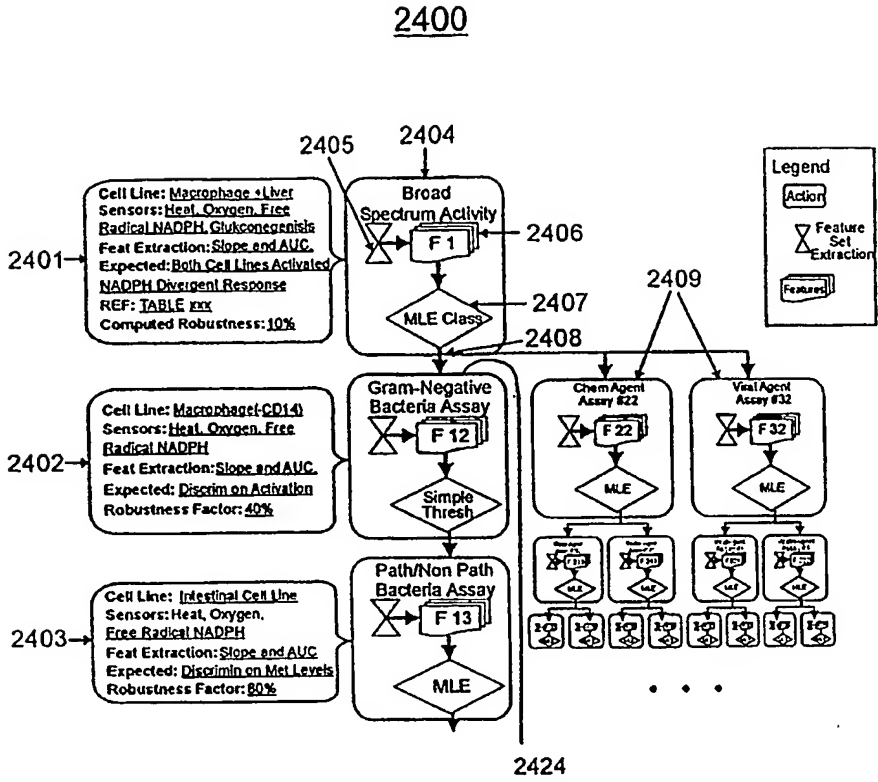 2400
2404
2405
Cell Line: Macrophage +Liver
Sensors: Heat, Oxygen, Free
Radical NADPH, Glukconegenisis
Feat Extraction: Slope and AUC.
Expected: Both Cell Lines Activated
NADPH Divergent Response
REF: TABLE xxx
Computed Robustness: 10%
2401
Broad
Spectrum Activity
F 1
2406
MLE Class
2407
2408
2409
Legend
Action
Feature
Set
Extraction
Features
Cell Line: Macrophage(-CD14)
Sensors: Heat, Oxygen, Free
Radical NADPH
Feat Extraction: Slope and AUC.
Expected: Discrim on Activation
Robustness Factor: 40%
2402
Gram-Negative
Bacteria Assay
F 12
Simple
Thresh
Chem Agent
Assay #22
F 22
MLE
Viral Agent
Assay #32
F 32
MLE
MLE
MLE
MLE
MLE
Cell Line: Intestinal Cell Line
Sensors: Heat, Oxygen,
Free Radical NADPH
Feat Extraction: Slope and AUC
Expected: Discrimin on Met Levels
Robustness Factor: 80%
2403
Path/Non Path
Bacteria Assay
F 13
MLE
• • •
2424